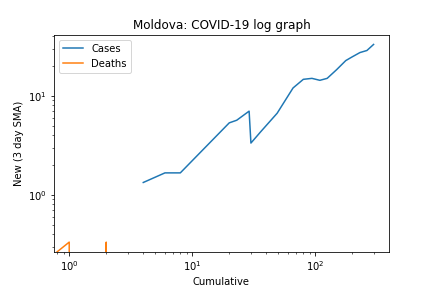 Moldova: COVID-19 log graph
Cases
Deaths
New (3 day SMA)
10¹
10⁰
10⁰ 10¹ 10²
Cumulative